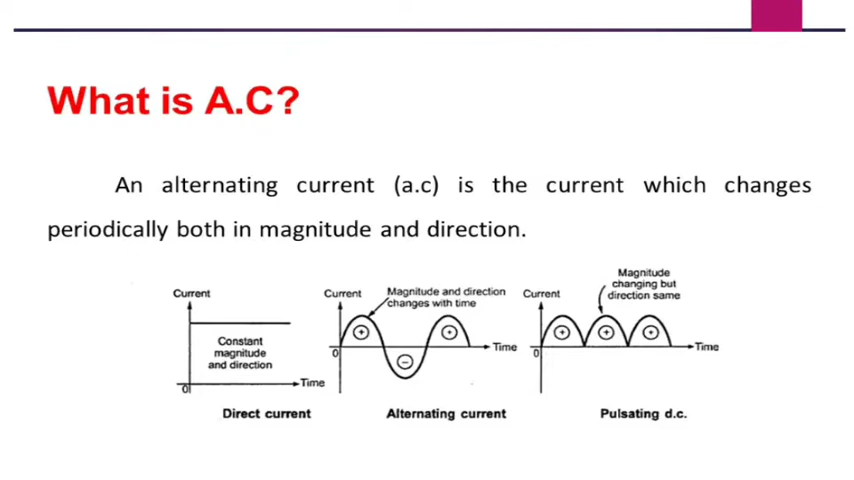 What is A.C?
An alternating current (a.c) is the current which changes
periodically both in magnitude and direction.
Current
Constant
magnitude
and direction
0
Time
Direct current
Current
Magnitude and direction
changes with time
+
+
−
0
Time
Alternating current
Current
Magnitude
changing but
direction same
+
+
+
0
Time
Pulsating d.c.